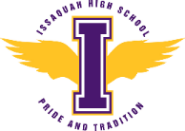 ISSAQUAH HIGH SCHOOL
I
PRIDE AND TRADITION